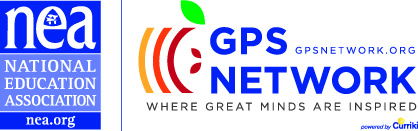 nea
NATIONAL
EDUCATION
ASSOCIATION
nea.org
GPS GPSNETWORK.ORG
NETWORK
WHERE GREAT MINDS ARE INSPIRED
powered by Curriki